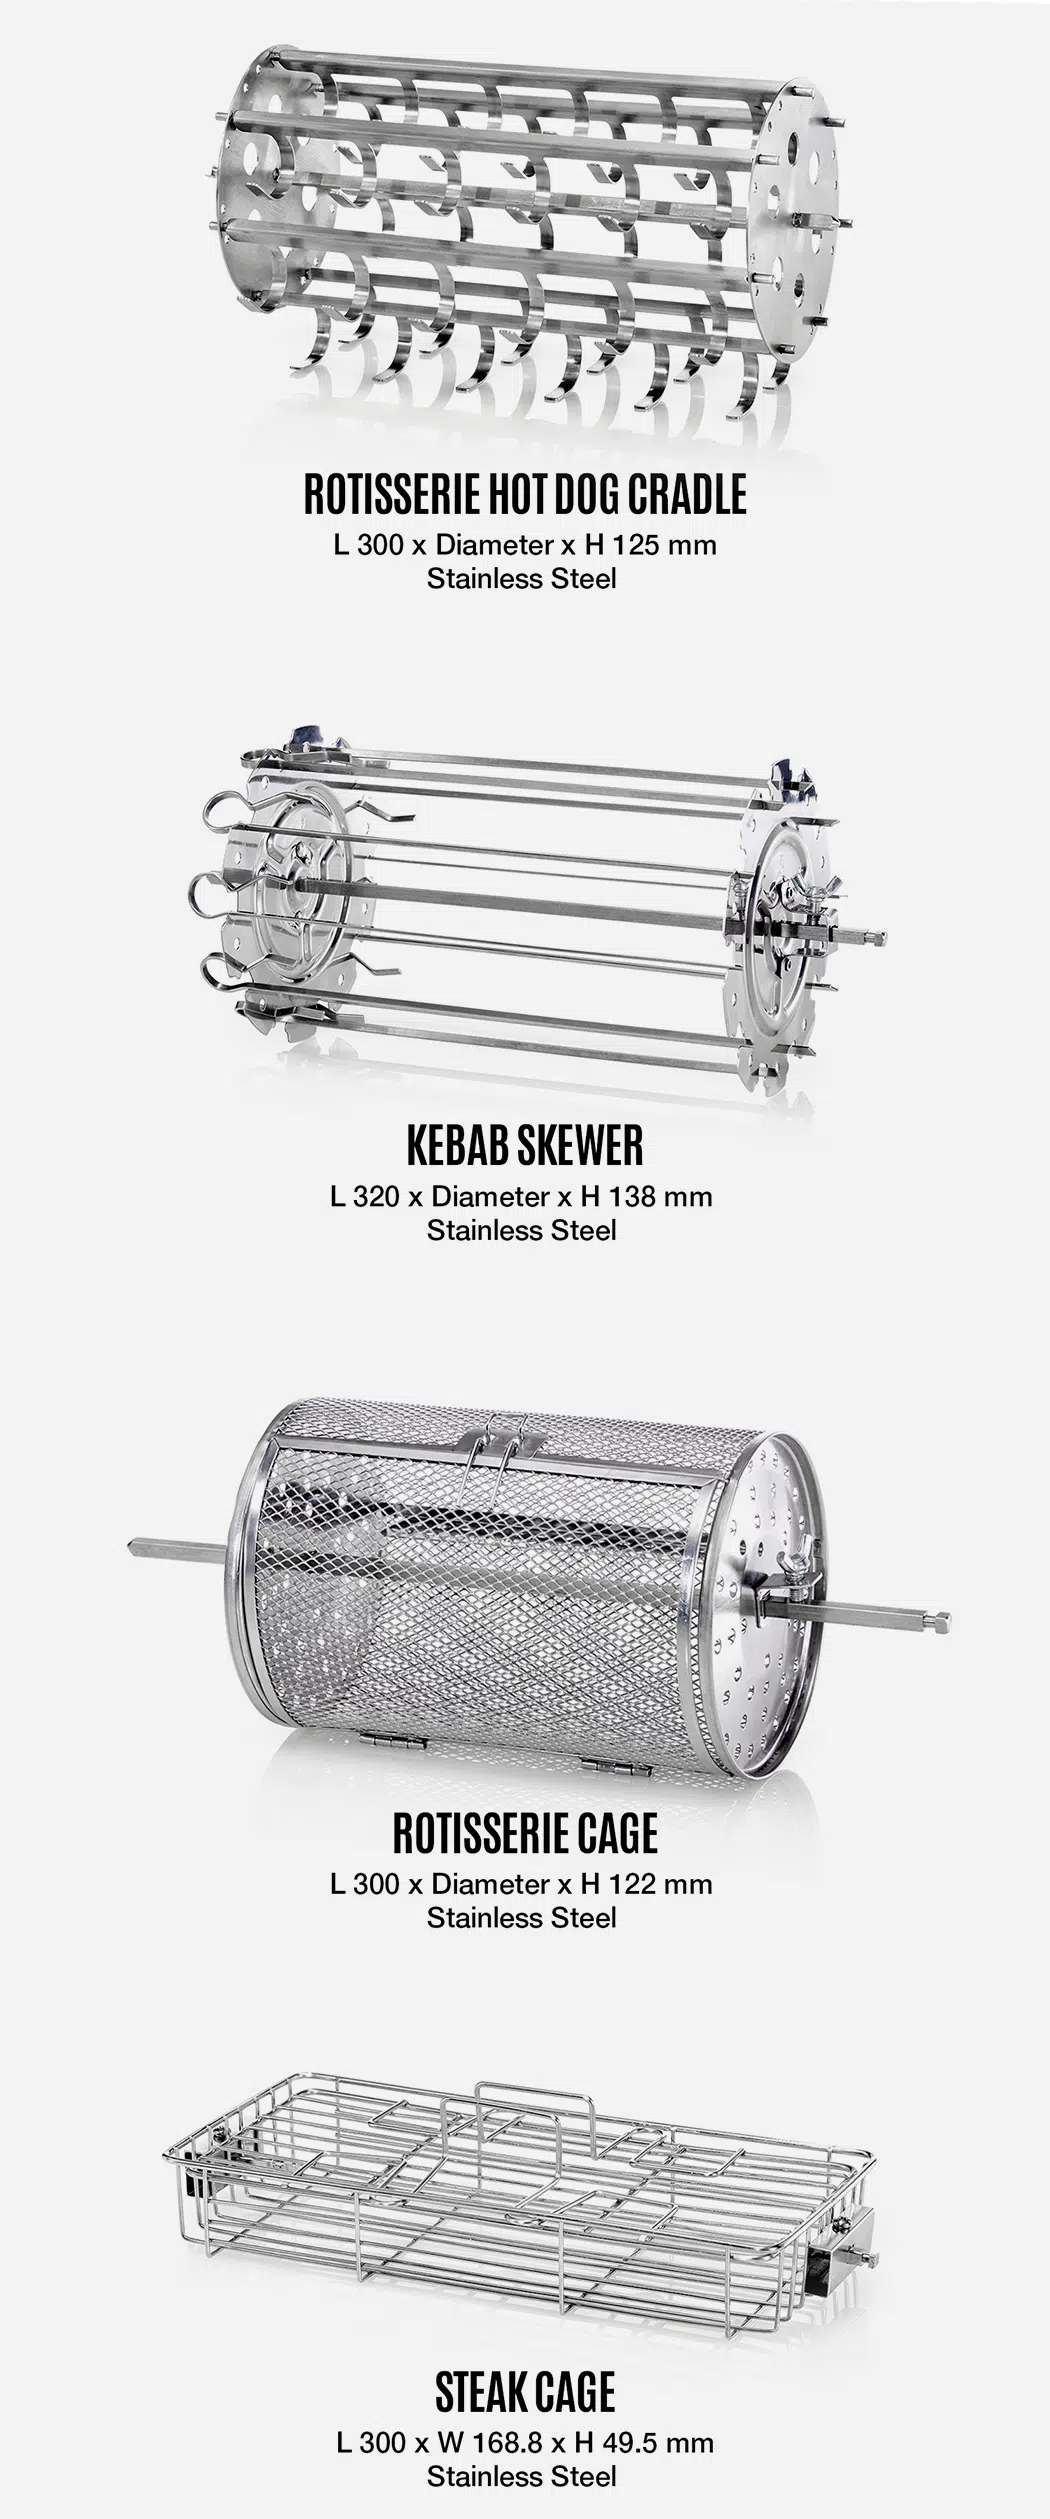 ROTISSERIE HOT DOG CRADLE
L 300 x Diameter x H 125 mm
Stainless Steel
KEBAB SKEWER
L 320 x Diameter x H 138 mm
Stainless Steel
ROTISSERIE CAGE
L 300 x Diameter x H 122 mm
Stainless Steel
STEAK CAGE
L 300 x W 168.8 x H 49.5 mm
Stainless Steel